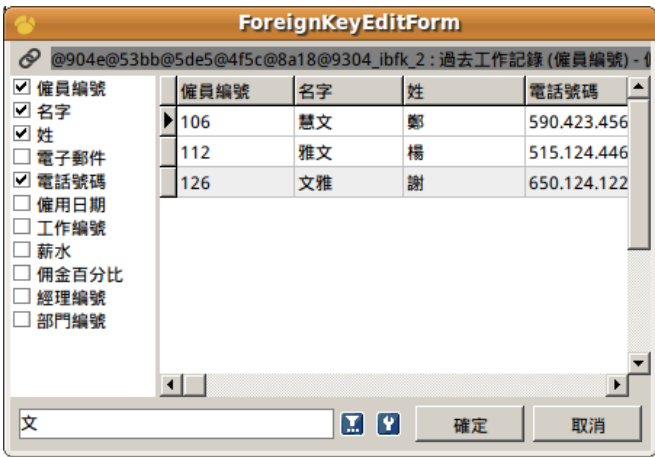 ForeignKeyEditForm
@904e@53bb@5de5@4f5c@8a18@9304_ibfk_2 : 過去工作記錄 (僱員編號) -
僱員編號
名字
姓
電子郵件
電話號碼
僱用日期
工作編號
薪水
佣金百分比
經理編號
部門編號
僱員編號 名字 姓 電話號碼
106 慧文 鄭 590.423.456
112 雅文 楊 515.124.446
126 文雅 謝 650.124.122
文
確定 取消